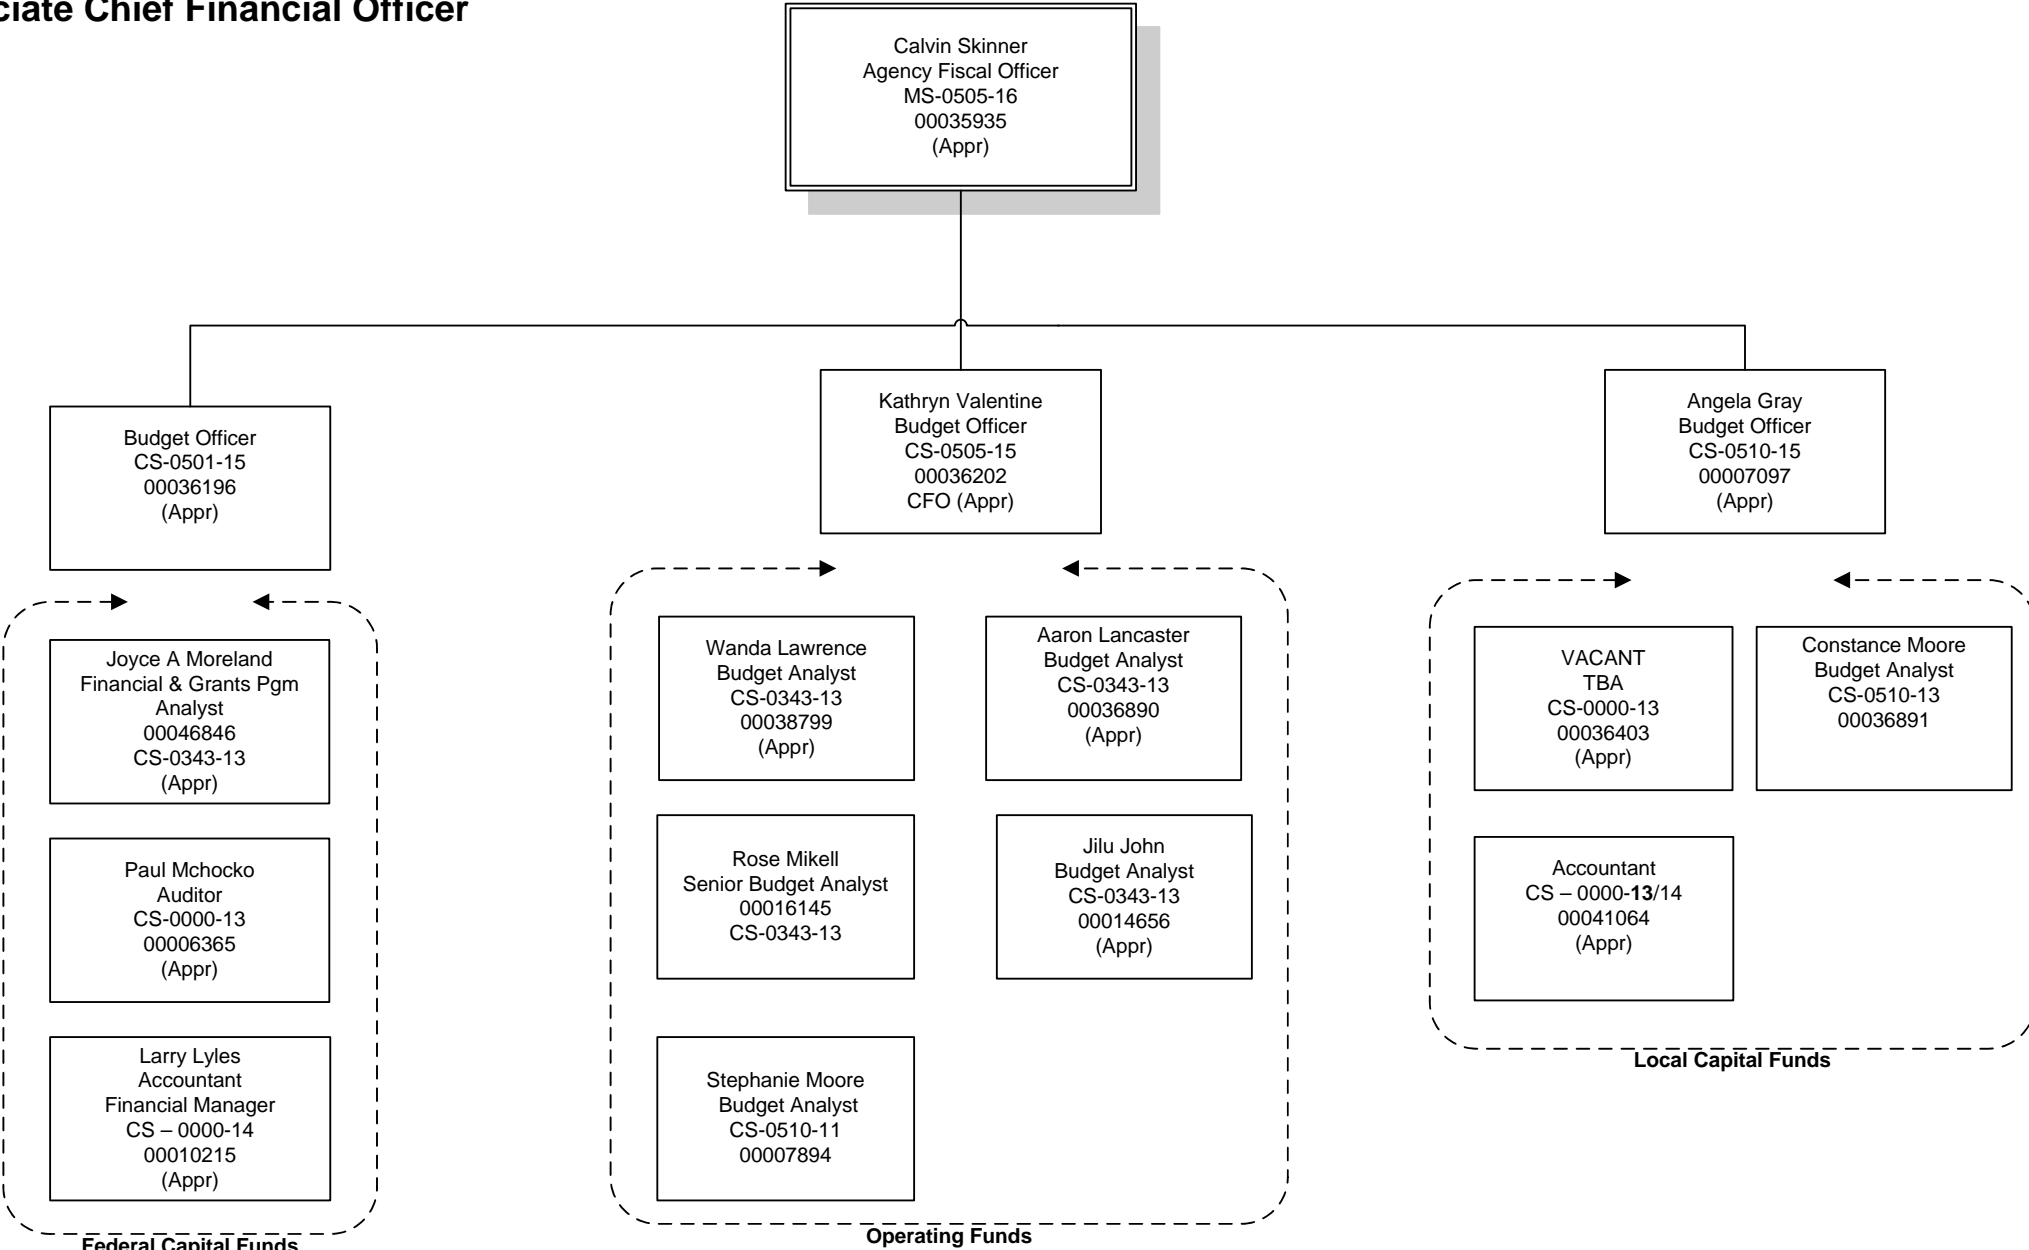 ciate Chief Financial Officer
Calvin Skinner
Agency Fiscal Officer
MS-0505-16
00035935
(Appr)
Budget Officer
CS-0501-15
00036196
(Appr)
Kathryn Valentine
Budget Officer
CS-0505-15
00036202
CFO (Appr)
Angela Gray
Budget Officer
CS-0510-15
00007097
(Appr)
Joyce A Moreland
Financial & Grants Pgm
Analyst
00046846
CS-0343-13
(Appr)
Paul Mchocko
Auditor
CS-0000-13
00006365
(Appr)
Larry Lyles
Accountant
Financial Manager
CS – 0000-14
00010215
(Appr)
Federal Capital Funds
Wanda Lawrence
Budget Analyst
CS-0343-13
00038799
(Appr)
Aaron Lancaster
Budget Analyst
CS-0343-13
00036890
(Appr)
Rose Mikell
Senior Budget Analyst
00016145
CS-0343-13
Jilu John
Budget Analyst
CS-0343-13
00014656
(Appr)
Stephanie Moore
Budget Analyst
CS-0510-11
00007894
Operating Funds
VACANT
TBA
CS-0000-13
00036403
(Appr)
Constance Moore
Budget Analyst
CS-0510-13
00036891
Accountant
CS – 0000-13/14
00041064
(Appr)
Local Capital Funds